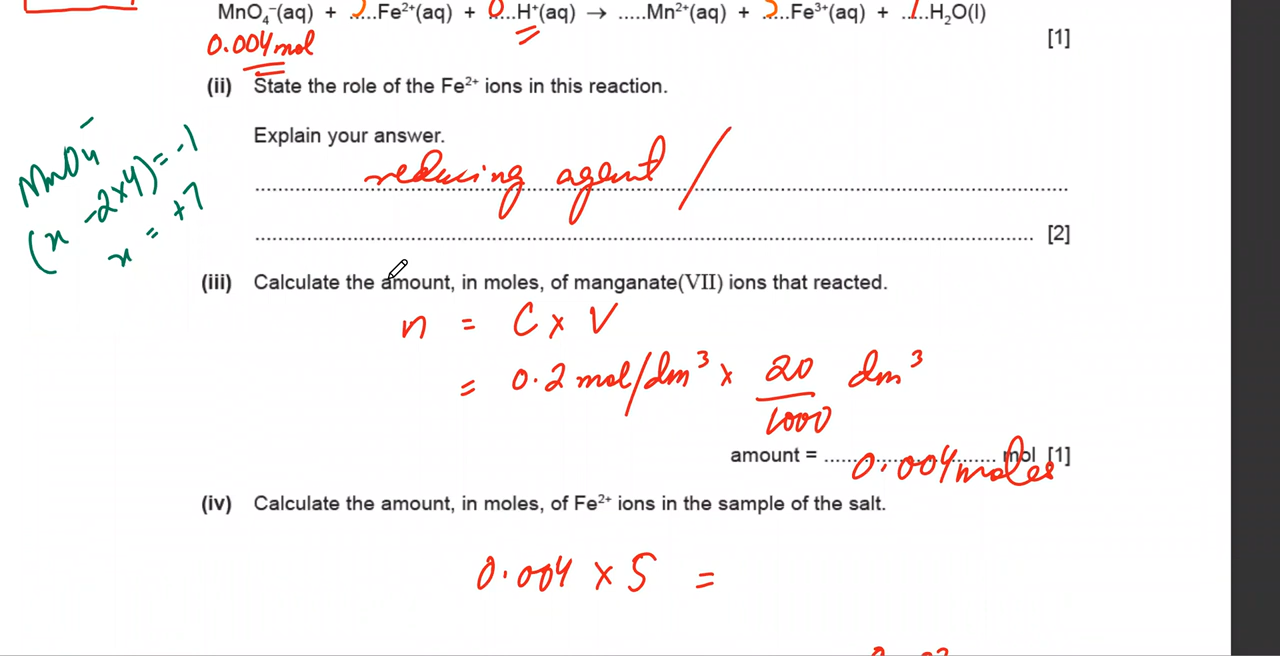 MnO₄⁻(aq) + .....Fe²⁺(aq) + .....H⁺(aq) → .....Mn²⁺(aq) + .....Fe³⁺(aq) + .....H₂O(l)
0.004 mol
[1]
(ii) State the role of the Fe²⁺ ions in this reaction.
Explain your answer.
reducing agent /
[2]
MnO₄⁻
(x -2x4) = -1
x = +7
(iii) Calculate the amount, in moles, of manganate(VII) ions that reacted.
n = C x V
= 0.2 mol/dm³ x 20/1000 dm³
amount = ................ mol [1]
0.004 moles
(iv) Calculate the amount, in moles, of Fe²⁺ ions in the sample of the salt.
0.004 x 5 =